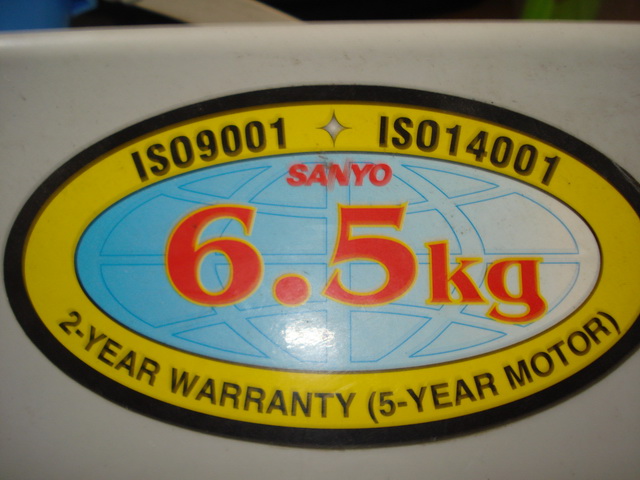 ISO9001 ISO14001
SANYO
6.5kg
2-YEAR WARRANTY (5-YEAR MOTOR)